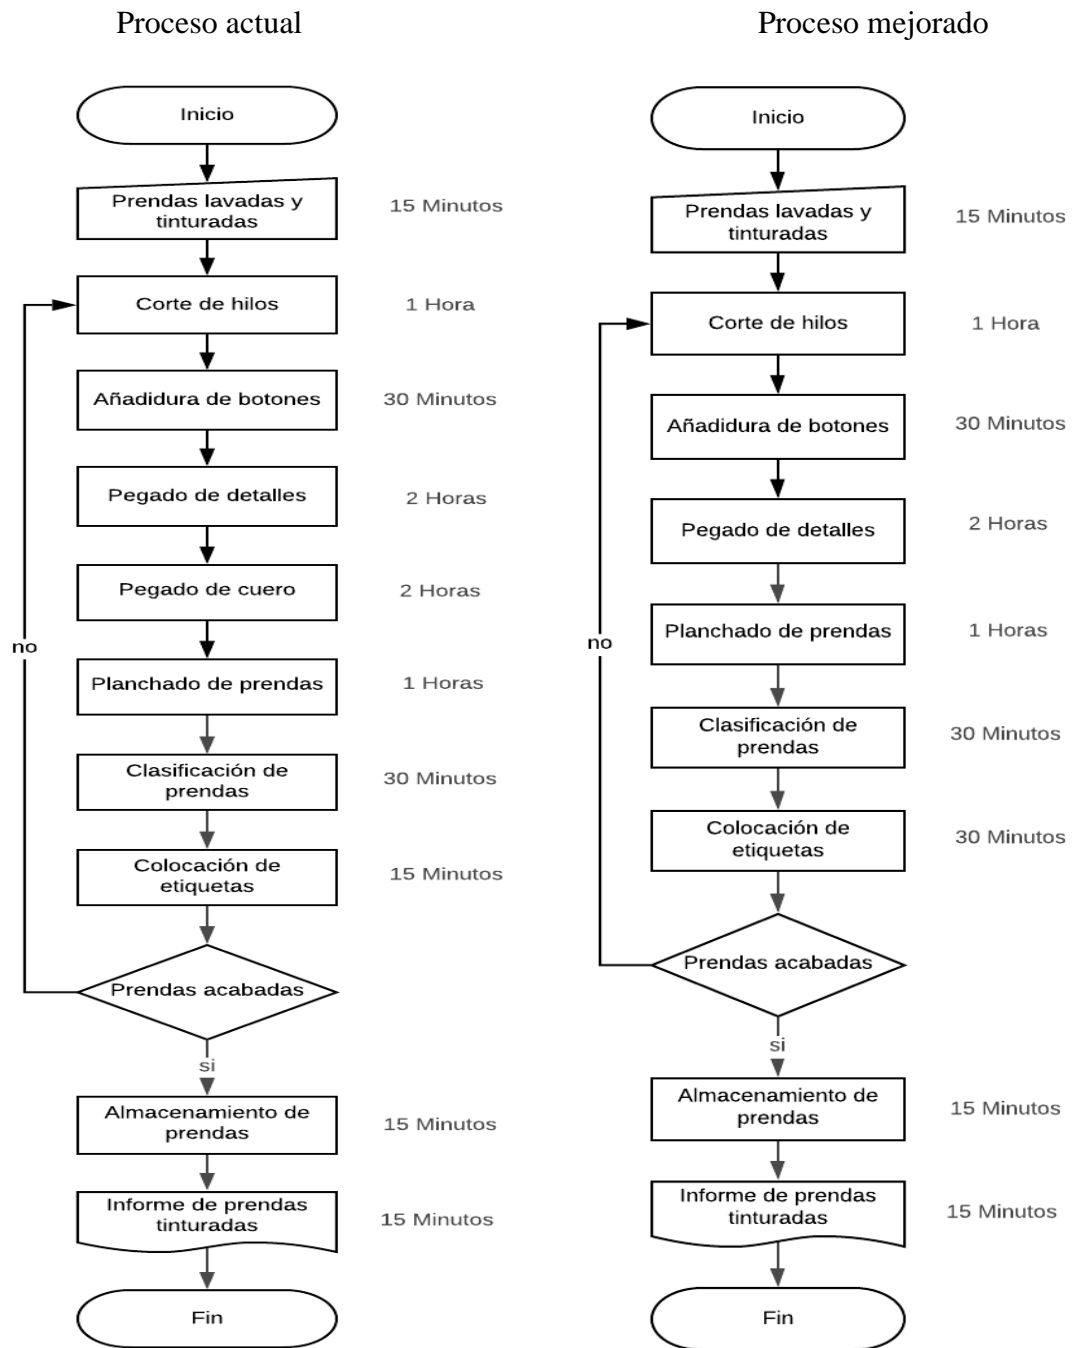 Proceso actual
Inicio
Prendas lavadas y
tinturadas
15 Minutos
Corte de hilos
1 Hora
Añadidura de botones
30 Minutos
Pegado de detalles
2 Horas
Pegado de cuero
2 Horas
no
Planchado de prendas
1 Horas
Clasificación de
prendas
30 Minutos
Colocación de
etiquetas
15 Minutos
Prendas acabadas
si
Almacenamiento de
prendas
15 Minutos
Informe de prendas
tinturadas
15 Minutos
Fin
Proceso mejorado
Inicio
Prendas lavadas y
tinturadas
15 Minutos
Corte de hilos
1 Hora
Añadidura de botones
30 Minutos
Pegado de detalles
2 Horas
Planchado de prendas
1 Horas
no
Clasificación de
prendas
30 Minutos
Colocación de
etiquetas
30 Minutos
Prendas acabadas
si
Almacenamiento de
prendas
15 Minutos
Informe de prendas
tinturadas
15 Minutos
Fin